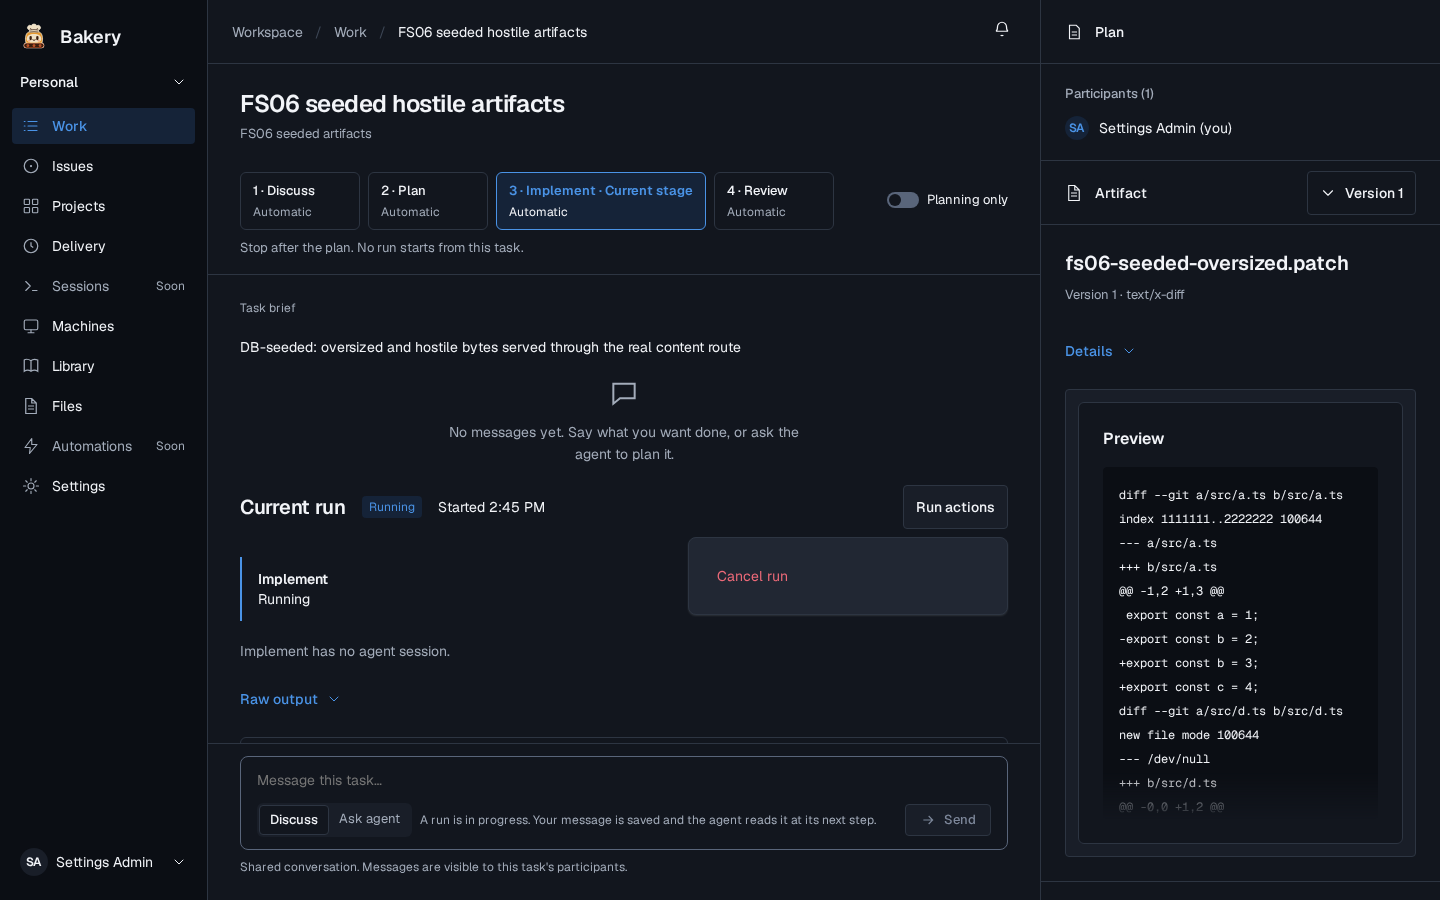 Bakery
Personal
Work
Issues
Projects
Delivery
Sessions Soon
Machines
Library
Files
Automations Soon
Settings
SA Settings Admin
Workspace / Work / FS06 seeded hostile artifacts
FS06 seeded hostile artifacts
FS06 seeded artifacts
1 · Discuss
Automatic
2 · Plan
Automatic
3 · Implement · Current stage
Automatic
4 · Review
Automatic
Planning only
Stop after the plan. No run starts from this task.
Task brief
DB-seeded: oversized and hostile bytes served through the real content route
No messages yet. Say what you want done, or ask the
agent to plan it.
Current run Running Started 2:45 PM Run actions
Cancel run
Implement
Running
Implement has no agent session.
Raw output
Message this task...
Discuss Ask agent A run is in progress. Your message is saved and the agent reads it at its next step. Send
Shared conversation. Messages are visible to this task's participants.
Plan
Participants (1)
SA Settings Admin (you)
Artifact Version 1
fs06-seeded-oversized.patch
Version 1 · text/x-diff
Details
Preview
diff --git a/src/a.ts b/src/a.ts
index 1111111..2222222 100644
--- a/src/a.ts
+++ b/src/a.ts
@@ -1,2 +1,3 @@
 export const a = 1;
-export const b = 2;
+export const b = 3;
+export const c = 4;
diff --git a/src/d.ts b/src/d.ts
new file mode 100644
--- /dev/null
+++ b/src/d.ts
@@ -0,0 +1,2 @@